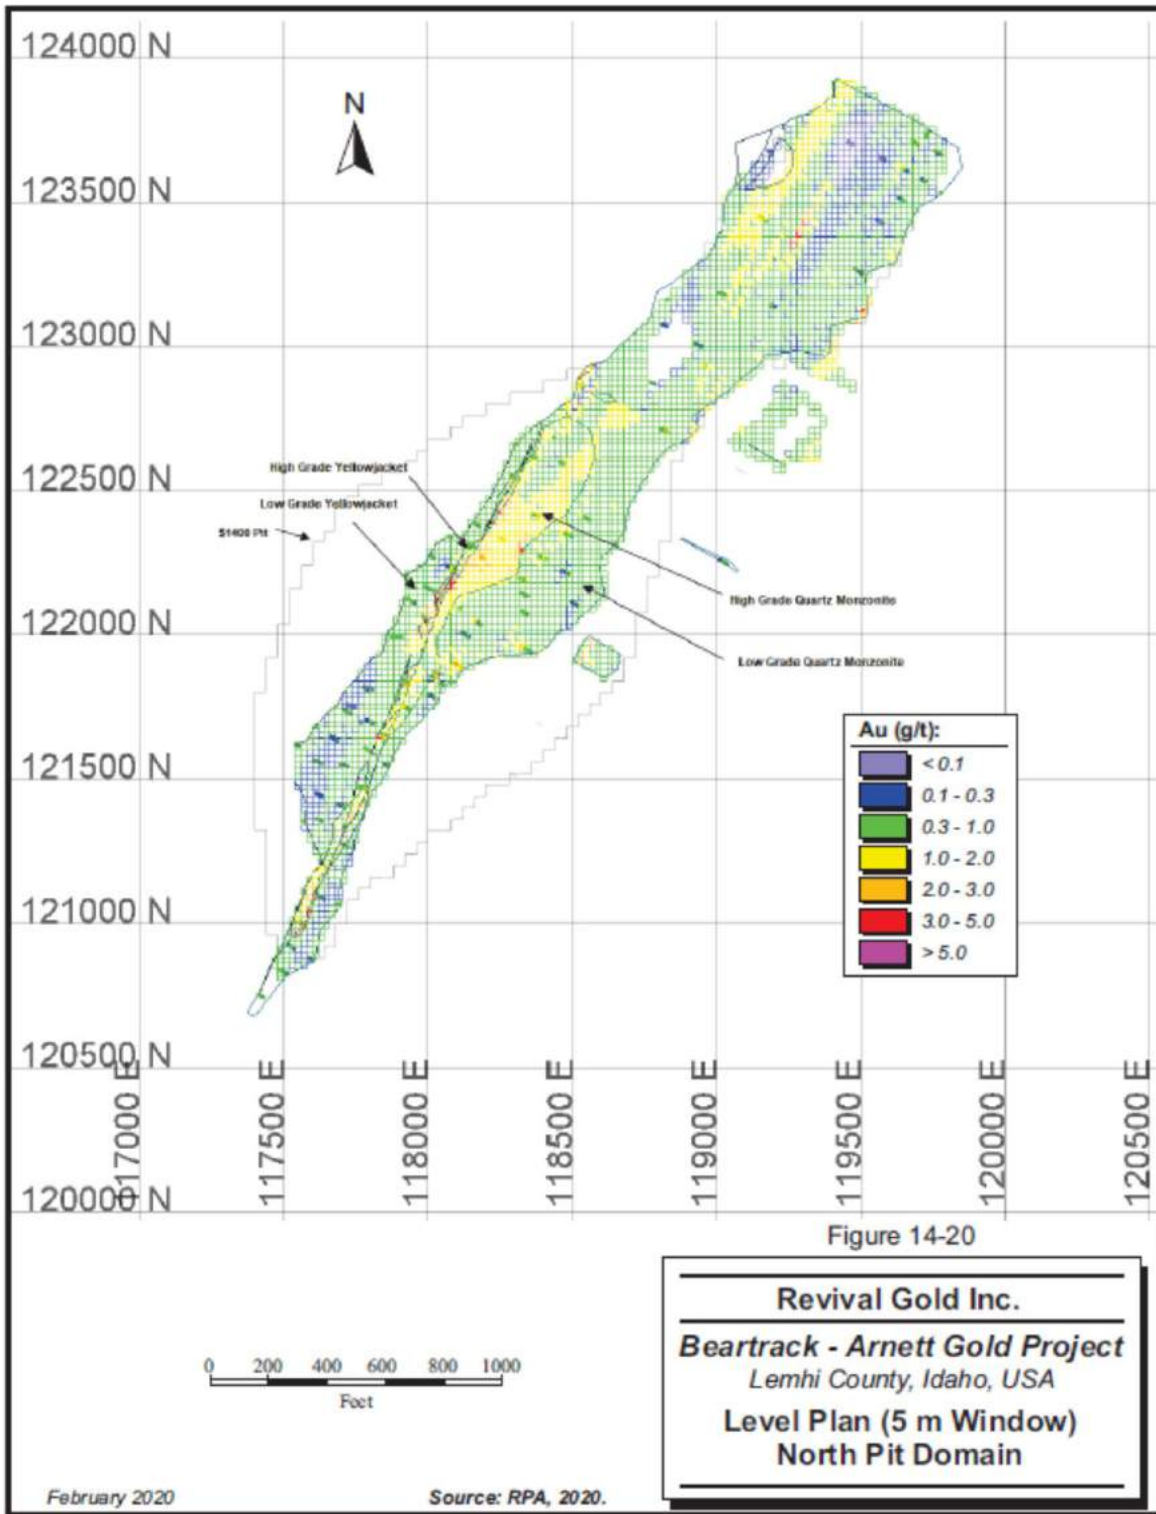 124000 N
N
123500 N
123000 N
122500 N
High Grade Yellowjacket
Low Grade Yellowjacket
$1400 Pit
High Grade Quartz Monzonite
122000 N
Low Grade Quartz Monzonite
Au (g/t):
< 0.1
0.1 - 0.3
0.3 - 1.0
1.0 - 2.0
2.0 - 3.0
3.0 - 5.0
> 5.0
121500 N
121000 N
120500 N
120000 N
117000 E
117500 E
118000 E
118500 E
119000 E
119500 E
120000 E
120500 E
Figure 14-20
Revival Gold Inc.
Beartrack - Arnett Gold Project
Lemhi County, Idaho, USA
Level Plan (5 m Window)
North Pit Domain
0 200 400 600 800 1000
Feet
February 2020
Source: RPA, 2020.